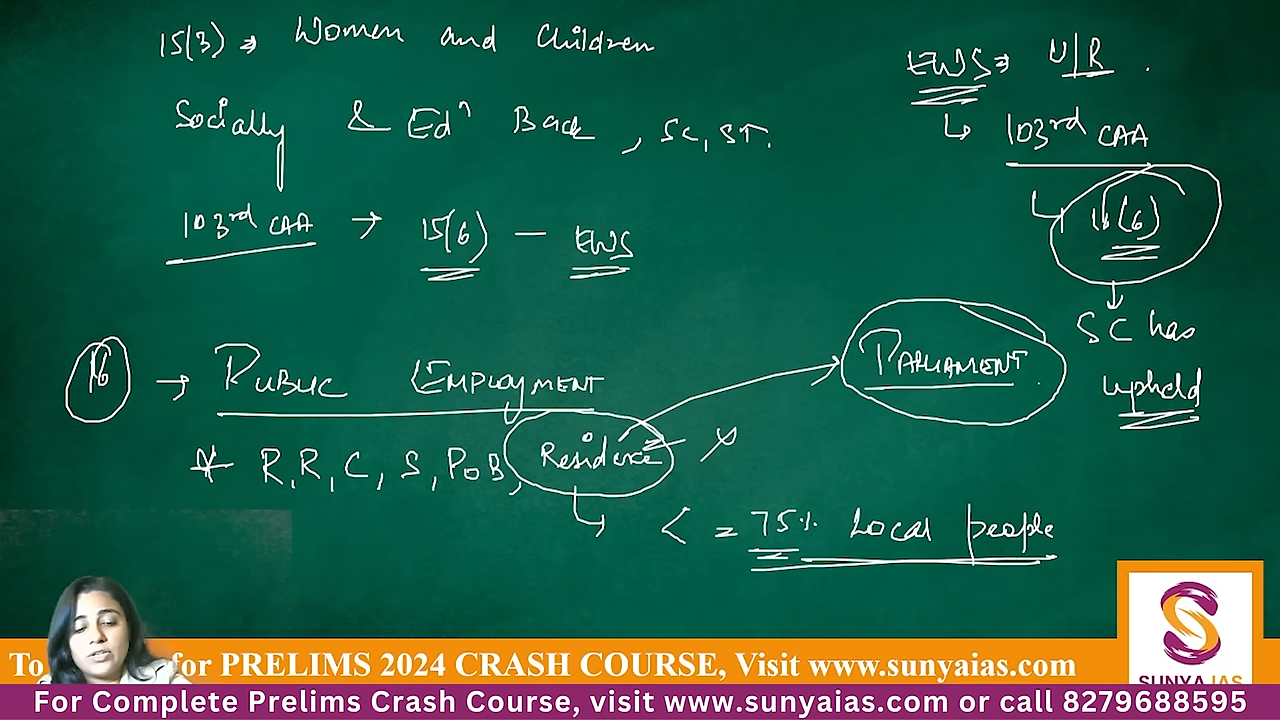 15(3) ⇒ Women and Children
Socially & Edⁿ Back, SC, ST.
103rd CAA → 15(6) — EWS
EWS ⇒ U/R.
↳ 103rd CAA
↳ 16(6)
↓
SC has
upheld
16 → PUBLIC EMPLOYMENT
PARLIAMENT
* R, R, C, S, PoB, Residence
↳ < = 75% Local people
SUNYA IAS
To for PRELIMS 2024 CRASH COURSE, Visit www.sunyaias.com
For Complete Prelims Crash Course, visit www.sunyaias.com or call 8279688595